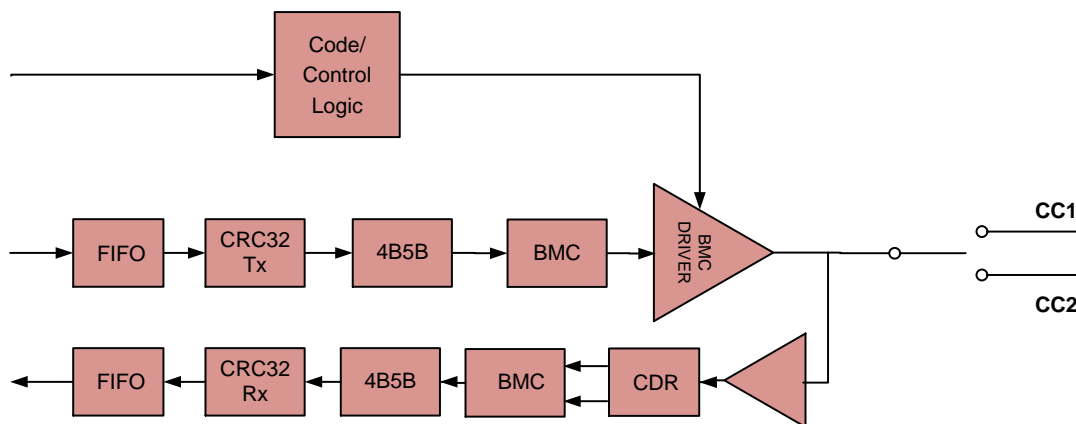 Code/
Control
Logic
FIFO
CRC32
Tx
4B5B
BMC
BMC
DRIVER
CC1
CC2
FIFO
CRC32
Rx
4B5B
BMC
CDR